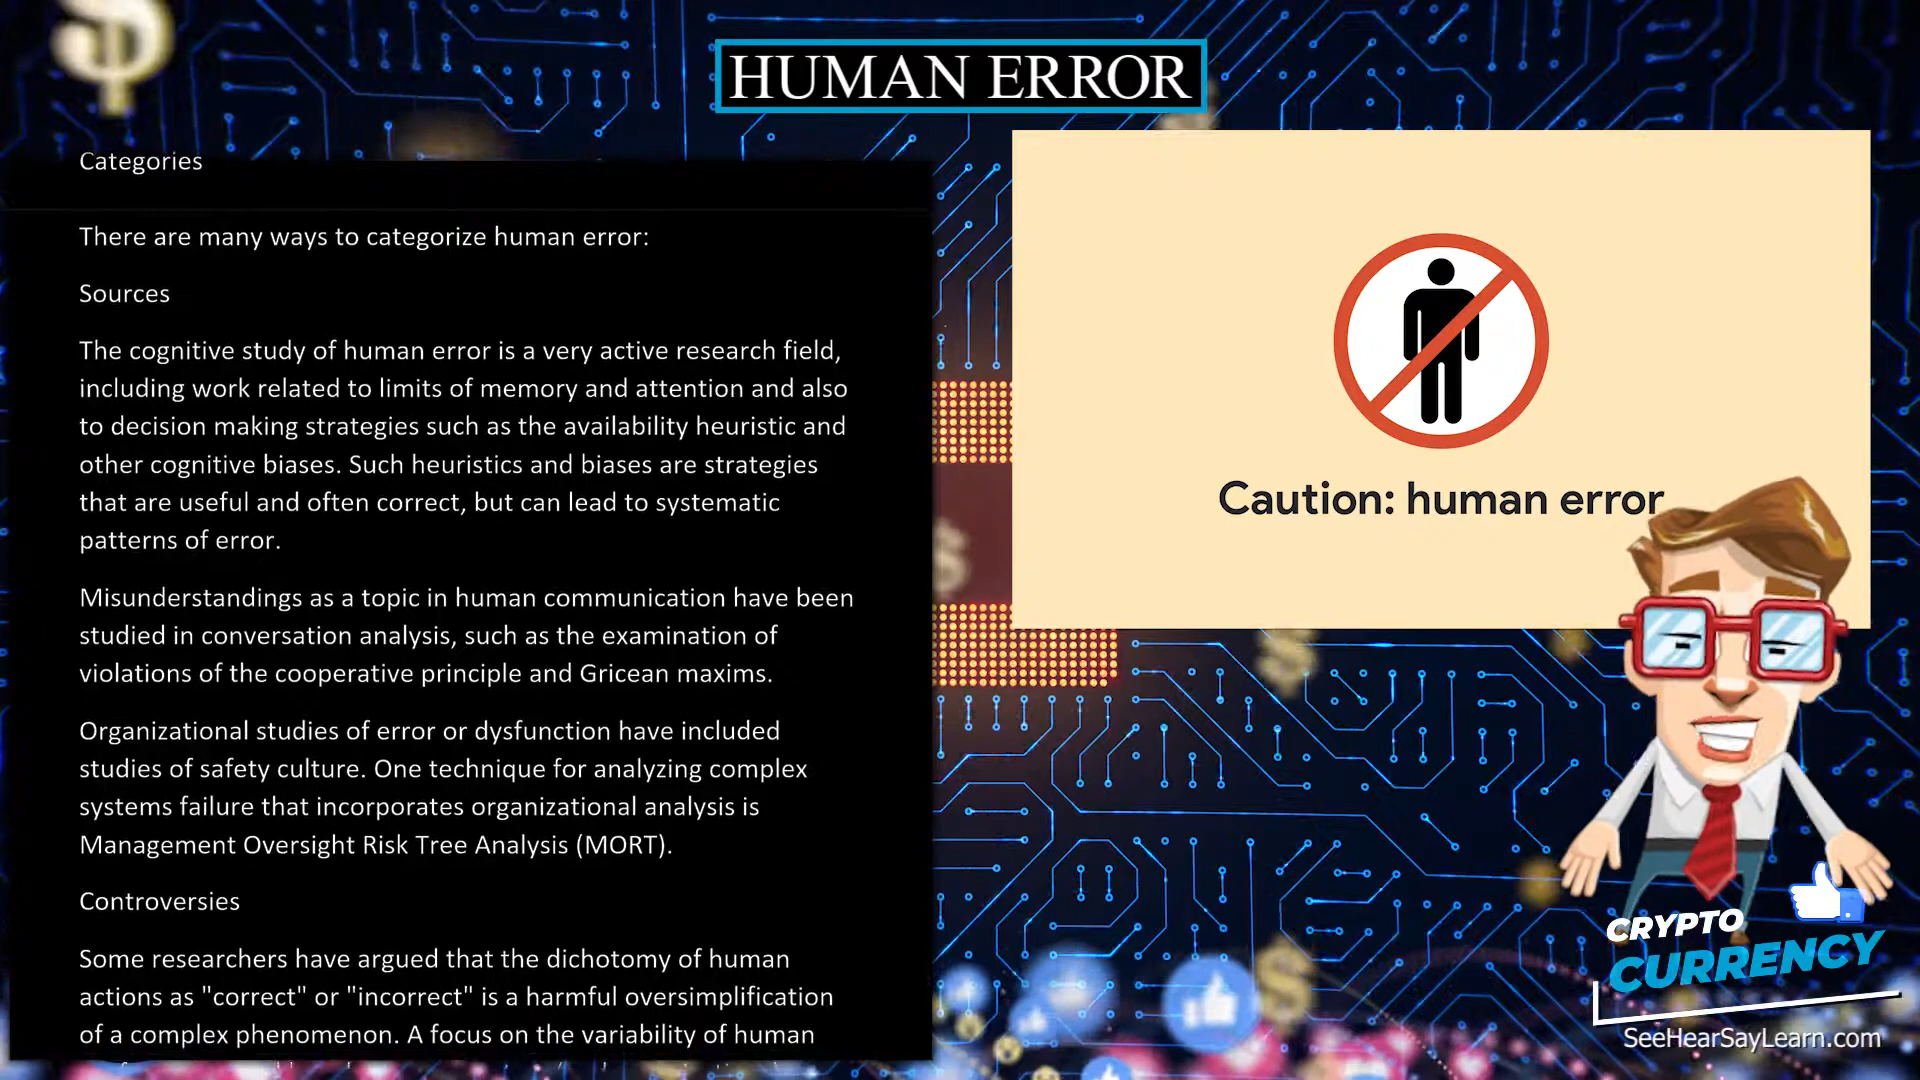 HUMAN ERROR
Categories
There are many ways to categorize human error:
Sources
The cognitive study of human error is a very active research field,
including work related to limits of memory and attention and also
to decision making strategies such as the availability heuristic and
other cognitive biases. Such heuristics and biases are strategies
that are useful and often correct, but can lead to systematic
patterns of error.
Misunderstandings as a topic in human communication have been
studied in conversation analysis, such as the examination of
violations of the cooperative principle and Gricean maxims.
Organizational studies of error or dysfunction have included
studies of safety culture. One technique for analyzing complex
systems failure that incorporates organizational analysis is
Management Oversight Risk Tree Analysis (MORT).
Controversies
Some researchers have argued that the dichotomy of human
actions as "correct" or "incorrect" is a harmful oversimplification
of a complex phenomenon. A focus on the variability of human
Caution: human error
CRYPTO
CURRENCY
SeeHearSayLearn.com